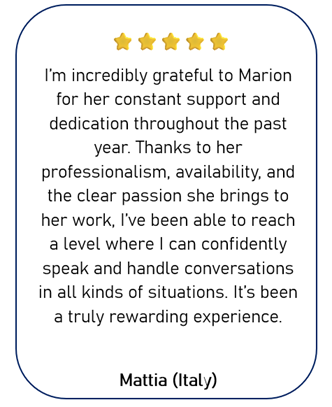 I'm incredibly grateful to Marion
for her constant support and
dedication throughout the past
year. Thanks to her
professionalism, availability, and
the clear passion she brings to
her work, I've been able to reach
a level where I can confidently
speak and handle conversations
in all kinds of situations. It's been
a truly rewarding experience.
Mattia (Italy)